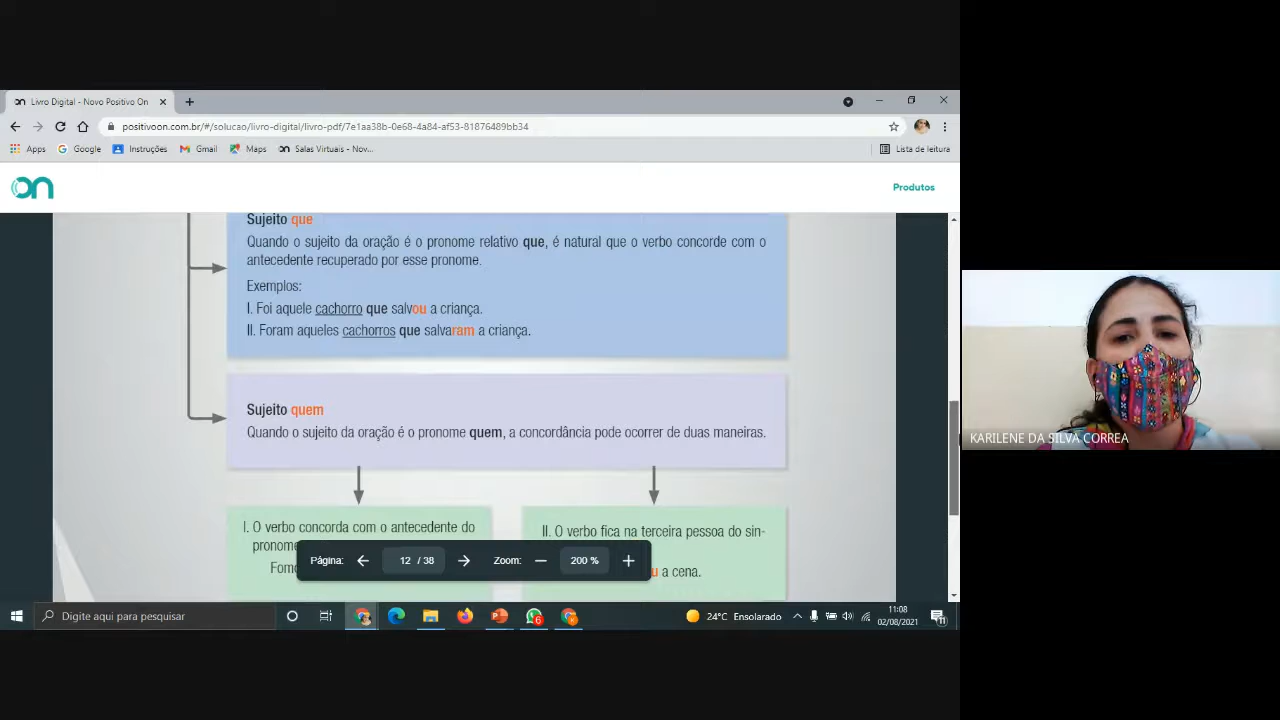 Livro Digital - Novo Positivo On
positivoon.com.br/#/solucao/livro-digital/livro-pdf/7e1aa38b-0e68-4a84-af53-81876489bb34
Apps Google Instruções Gmail Maps Salas Virtuais - Nov... Lista de leitura
on Produtos
Sujeito que
Quando o sujeito da oração é o pronome relativo que, é natural que o verbo concorde com o
antecedente recuperado por esse pronome.
Exemplos:
I. Foi aquele cachorro que salvou a criança.
II. Foram aqueles cachorros que salvaram a criança.
Sujeito quem
Quando o sujeito da oração é o pronome quem, a concordância pode ocorrer de duas maneiras.
I. O verbo concorda com o antecedente do
pronome
Fomo
II. O verbo fica na terceira pessoa do sin-
u a cena.
Página: 12 / 38 Zoom: 200 %
KARILENE DA SILVA CORREA
Digite aqui para pesquisar
6
24°C Ensolarado
11:08
02/08/2021
11